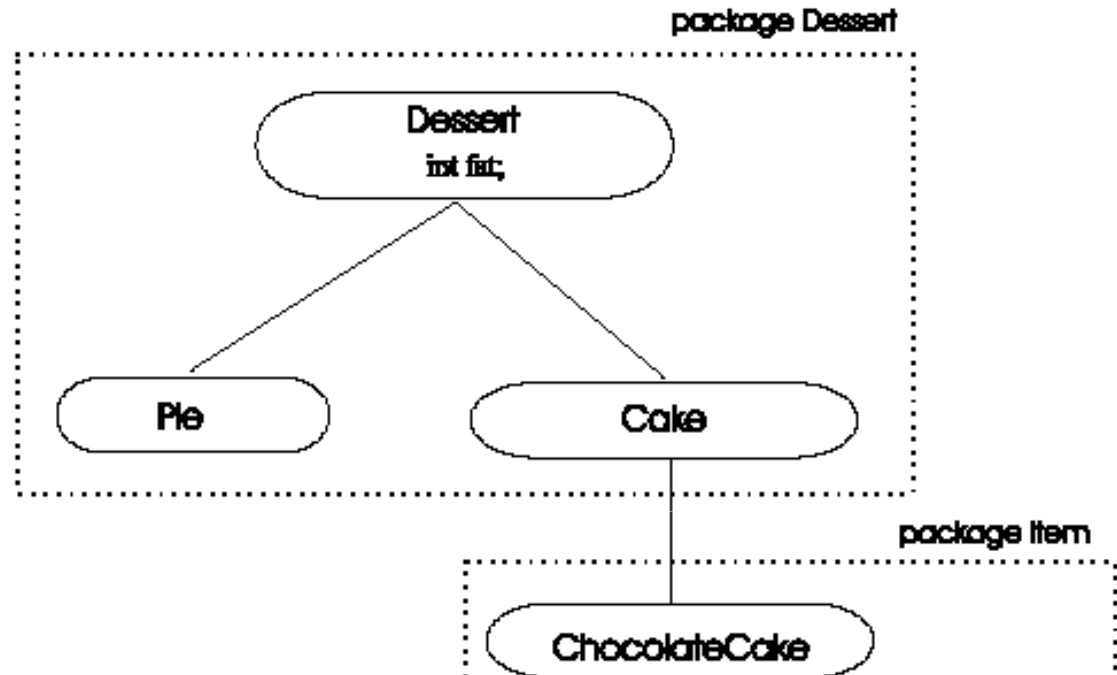 package Dessert
Dessert
int fat;
Pie
Cake
package Item
ChocolateCake